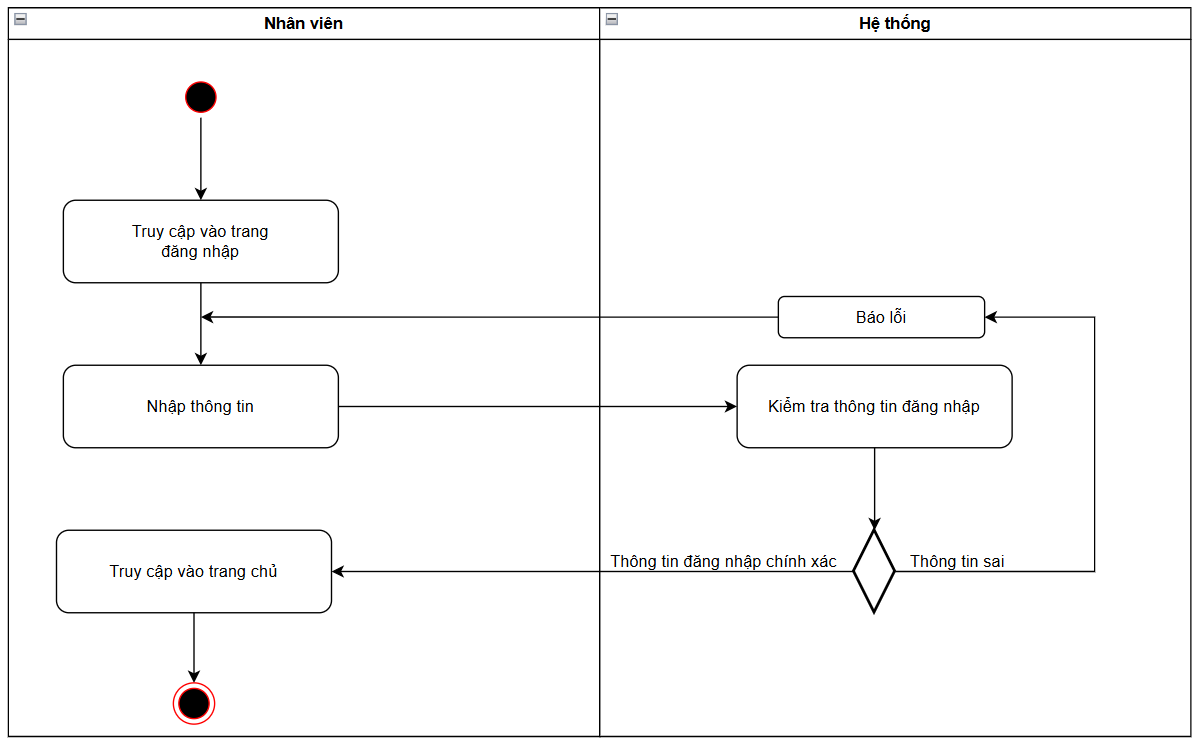 Nhân viên
Hệ thống
Truy cập vào trang
đăng nhập
Báo lỗi
Nhập thông tin
Kiểm tra thông tin đăng nhập
Thông tin đăng nhập chính xác
Thông tin sai
Truy cập vào trang chủ